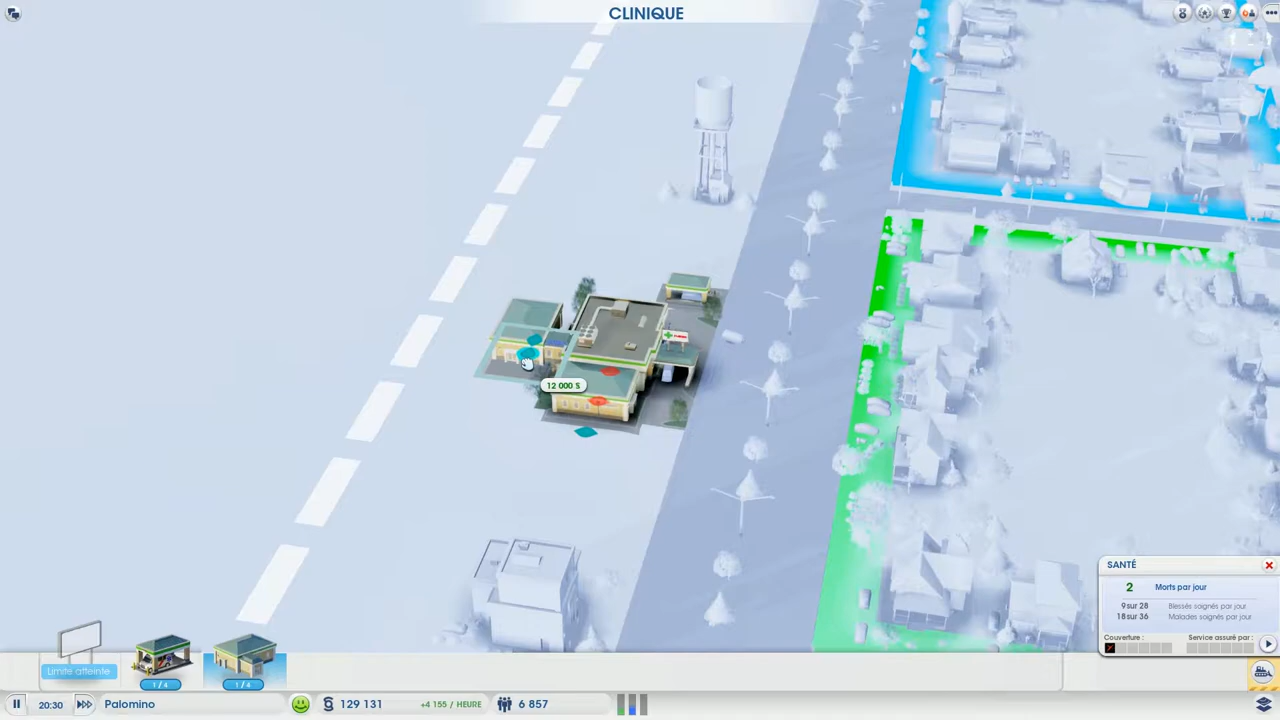 CLINIQUE
12 000 §
SANTÉ
2 Morts par jour
9 sur 28 Blessés soignés par jour
18 sur 36 Malades soignés par jour
Couverture : Service assuré par :
Limite atteinte
1 / 4
1 / 4
20:30
Palomino
§ 129 131
+4 155 / HEURE
6 857